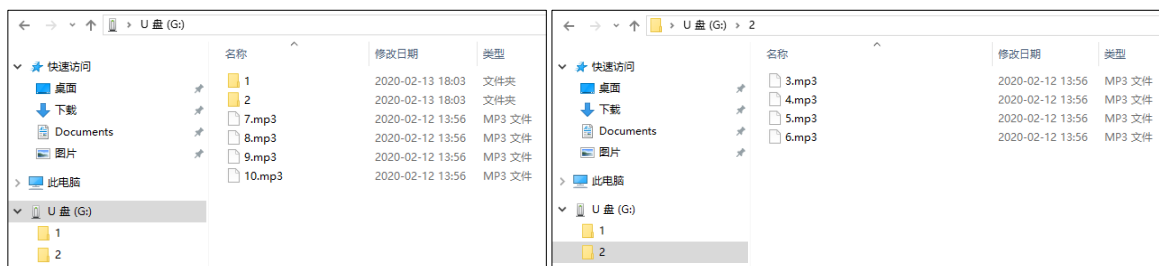 U 盘 (G:)
名称 修改日期 类型
快速访问
桌面
下载
Documents
图片
此电脑
U 盘 (G:)
1
2
1 2020-02-13 18:03 文件夹
2 2020-02-13 18:03 文件夹
7.mp3 2020-02-12 13:56 MP3 文件
8.mp3 2020-02-12 13:56 MP3 文件
9.mp3 2020-02-12 13:56 MP3 文件
10.mp3 2020-02-12 13:56 MP3 文件
U 盘 (G:) › 2
名称 修改日期 类型
快速访问
桌面
下载
Documents
图片
此电脑
U 盘 (G:)
1
2
3.mp3 2020-02-12 13:56 MP3 文件
4.mp3 2020-02-12 13:56 MP3 文件
5.mp3 2020-02-12 13:56 MP3 文件
6.mp3 2020-02-12 13:56 MP3 文件